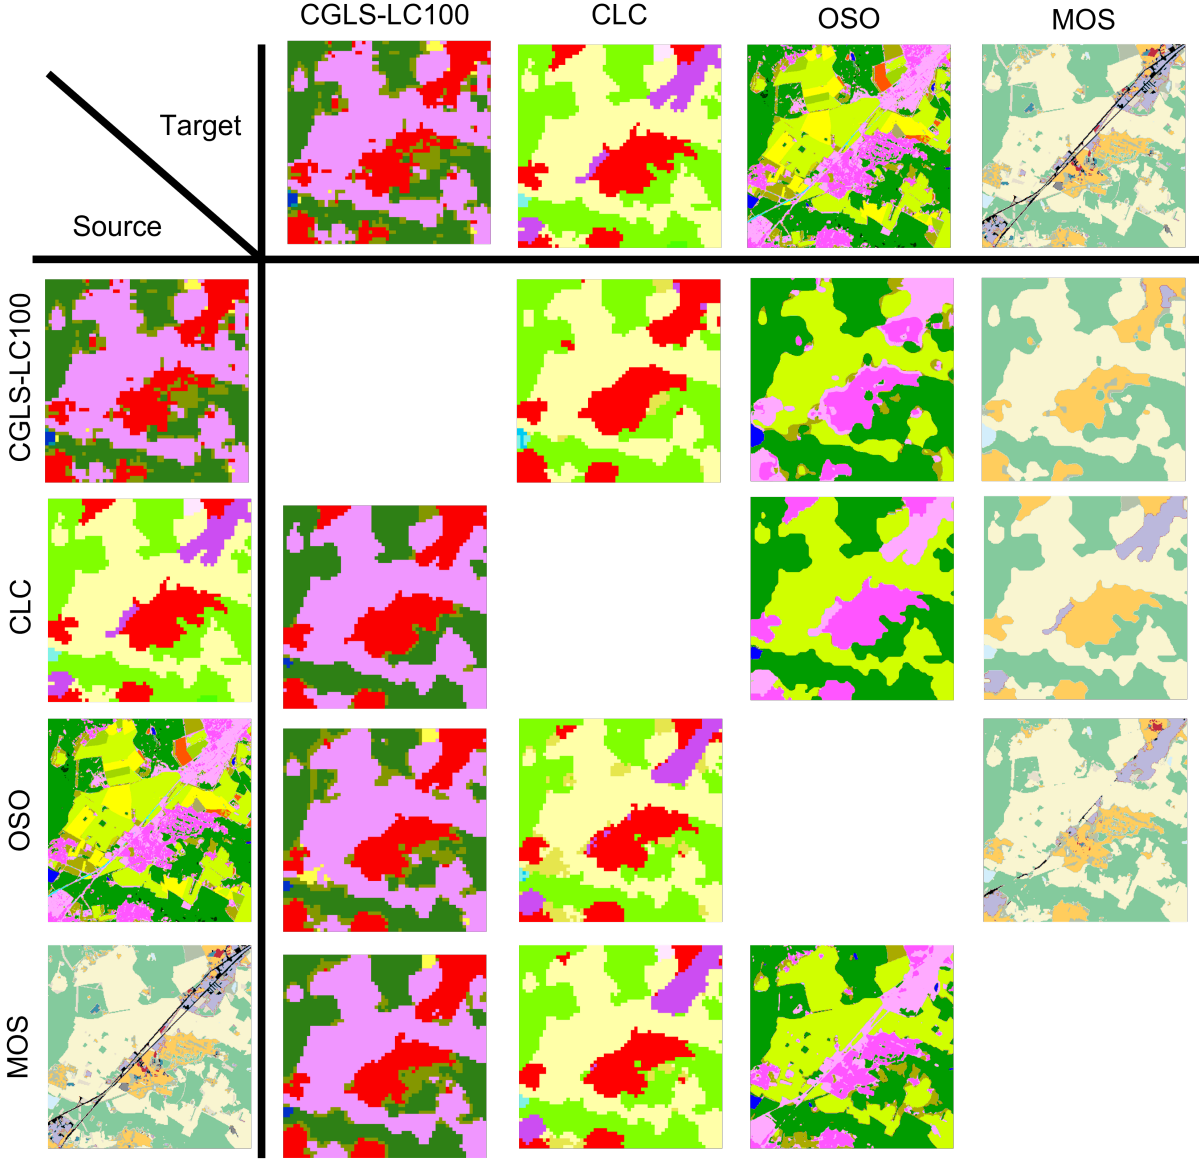 CGLS-LC100 CLC OSO MOS
Target
Source
CGLS-LC100
CLC
OSO
MOS